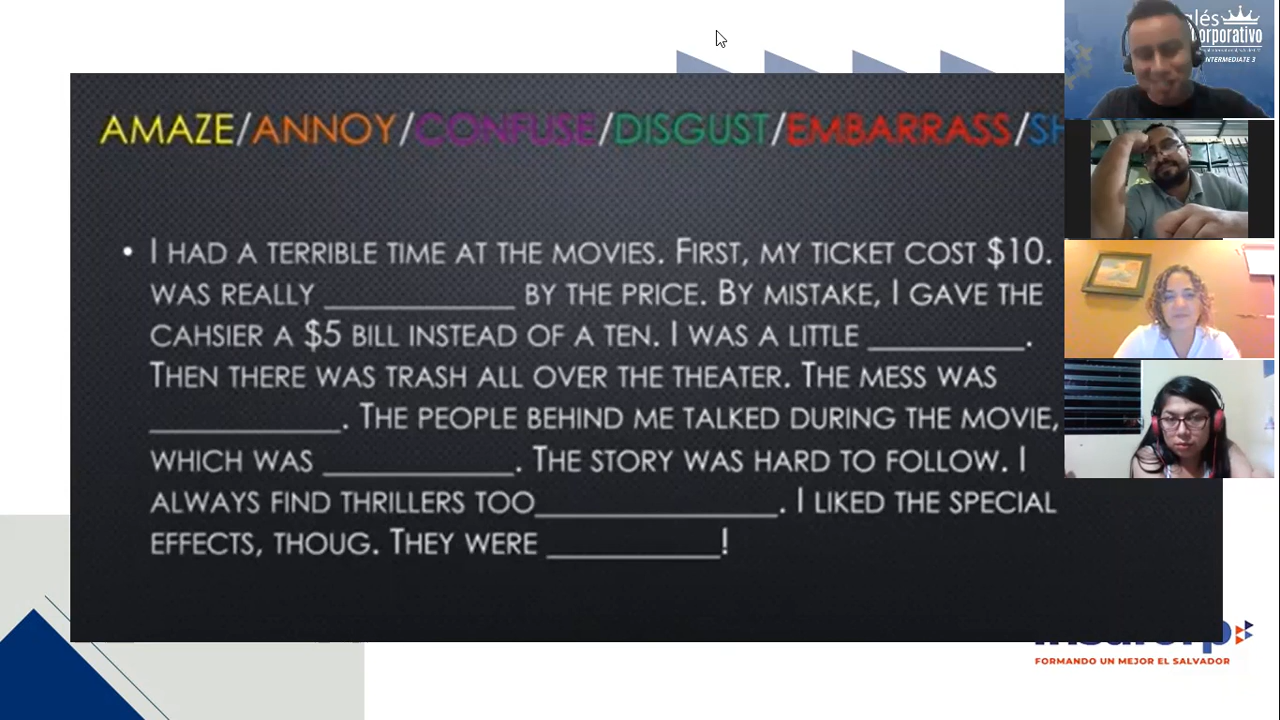 AMAZE/ANNOY/CONFUSE/DISGUST/EMBARRASS/SH
• I HAD A TERRIBLE TIME AT THE MOVIES. FIRST, MY TICKET COST $10.
WAS REALLY ____________ BY THE PRICE. BY MISTAKE, I GAVE THE
CAHSIER A $5 BILL INSTEAD OF A TEN. I WAS A LITTLE __________.
THEN THERE WAS TRASH ALL OVER THE THEATER. THE MESS WAS
____________. THE PEOPLE BEHIND ME TALKED DURING THE MOVIE,
WHICH WAS ____________. THE STORY WAS HARD TO FOLLOW. I
ALWAYS FIND THRILLERS TOO_______________. I LIKED THE SPECIAL
EFFECTS, THOUG. THEY WERE ___________!
glés
orporativo
INTERMEDIATE 3
FORMANDO UN MEJOR EL SALVADOR